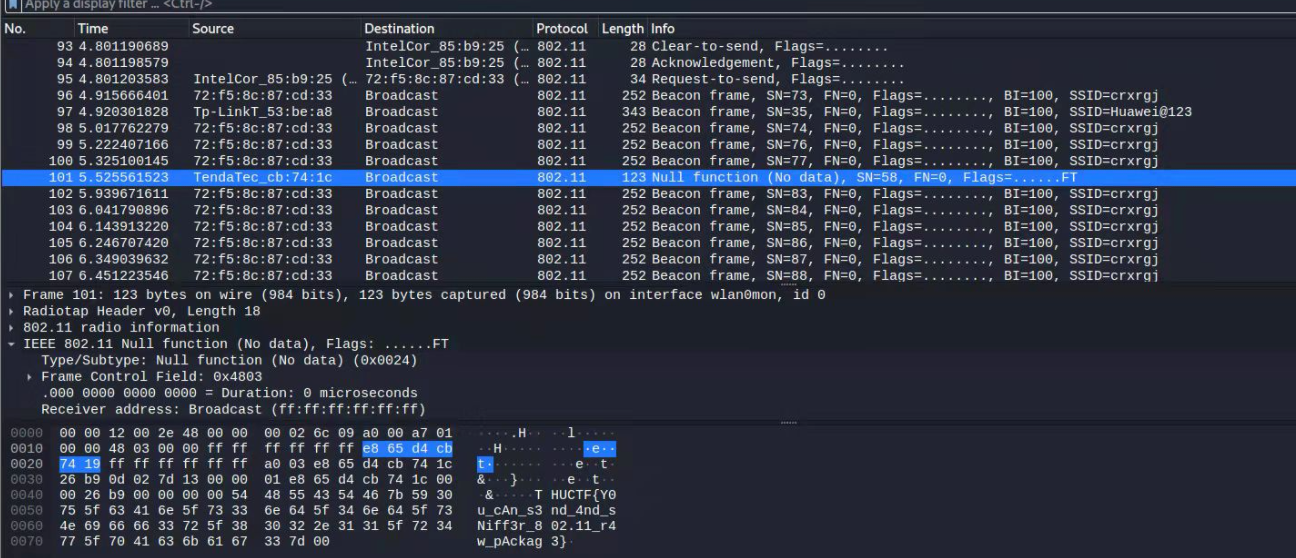 Apply a display filter ... <Ctrl-/>
No. Time Source Destination Protocol Length Info
93 4.801190689 IntelCor_85:b9:25 (… 802.11 28 Clear-to-send, Flags=........
94 4.801198579 IntelCor_85:b9:25 (… 802.11 28 Acknowledgement, Flags=........
95 4.801203583 IntelCor_85:b9:25 (… 72:f5:8c:87:cd:33 (… 802.11 34 Request-to-send, Flags=........
96 4.915666401 72:f5:8c:87:cd:33 Broadcast 802.11 252 Beacon frame, SN=73, FN=0, Flags=........, BI=100, SSID=crxrgj
97 4.920301828 Tp-LinkT_53:be:a8 Broadcast 802.11 343 Beacon frame, SN=35, FN=0, Flags=........, BI=100, SSID=Huawei@123
98 5.017762279 72:f5:8c:87:cd:33 Broadcast 802.11 252 Beacon frame, SN=74, FN=0, Flags=........, BI=100, SSID=crxrgj
99 5.222407166 72:f5:8c:87:cd:33 Broadcast 802.11 252 Beacon frame, SN=76, FN=0, Flags=........, BI=100, SSID=crxrgj
100 5.325100145 72:f5:8c:87:cd:33 Broadcast 802.11 252 Beacon frame, SN=77, FN=0, Flags=........, BI=100, SSID=crxrgj
101 5.525561523 TendaTec_cb:74:1c Broadcast 802.11 123 Null function (No data), SN=58, FN=0, Flags=......FT
102 5.939671611 72:f5:8c:87:cd:33 Broadcast 802.11 252 Beacon frame, SN=83, FN=0, Flags=........, BI=100, SSID=crxrgj
103 6.041790896 72:f5:8c:87:cd:33 Broadcast 802.11 252 Beacon frame, SN=84, FN=0, Flags=........, BI=100, SSID=crxrgj
104 6.143913220 72:f5:8c:87:cd:33 Broadcast 802.11 252 Beacon frame, SN=85, FN=0, Flags=........, BI=100, SSID=crxrgj
105 6.246707420 72:f5:8c:87:cd:33 Broadcast 802.11 252 Beacon frame, SN=86, FN=0, Flags=........, BI=100, SSID=crxrgj
106 6.349039632 72:f5:8c:87:cd:33 Broadcast 802.11 252 Beacon frame, SN=87, FN=0, Flags=........, BI=100, SSID=crxrgj
107 6.451223546 72:f5:8c:87:cd:33 Broadcast 802.11 252 Beacon frame, SN=88, FN=0, Flags=........, BI=100, SSID=crxrgj
Frame 101: 123 bytes on wire (984 bits), 123 bytes captured (984 bits) on interface wlan0mon, id 0
Radiotap Header v0, Length 18
802.11 radio information
IEEE 802.11 Null function (No data), Flags: ......FT
Type/Subtype: Null function (No data) (0x0024)
Frame Control Field: 0x4803
.000 0000 0000 0000 = Duration: 0 microseconds
Receiver address: Broadcast (ff:ff:ff:ff:ff:ff)
0000 00 00 12 00 2e 48 00 00 00 02 6c 09 a0 00 a7 01 ·····.H·· ·l·····
0010 00 00 48 03 00 00 ff ff ff ff ff ff e8 65 d4 cb ··H····· ·····e··
0020 74 19 ff ff ff ff ff ff a0 03 e8 65 d4 cb 74 1c t······· ···e··t·
0030 26 b9 0d 02 7d 13 00 00 01 e8 65 d4 cb 74 1c 00 &···}··· ··e··t··
0040 00 26 b9 00 00 00 00 54 48 55 43 54 46 7b 59 30 ·&·····T HUCTF{Y0
0050 75 5f 63 41 6e 5f 73 33 6e 64 5f 34 6e 64 5f 73 u_cAn_s3 nd_4nd_s
0060 4e 69 66 66 33 72 5f 38 30 32 2e 31 31 5f 72 34 Niff3r_8 02.11_r4
0070 77 5f 70 41 63 6b 61 67 33 7d 00 w_pAckag 3}·